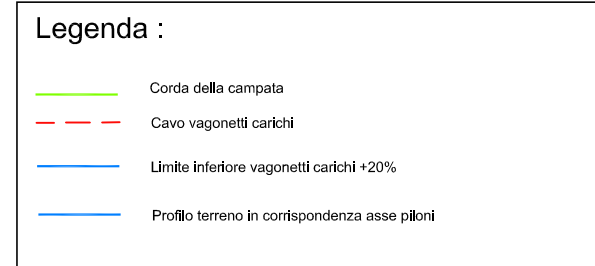 Legenda :
Corda della campata
Cavo vagonetti carichi
Limite inferiore vagonetti carichi +20%
Profilo terreno in corrispondenza asse piloni